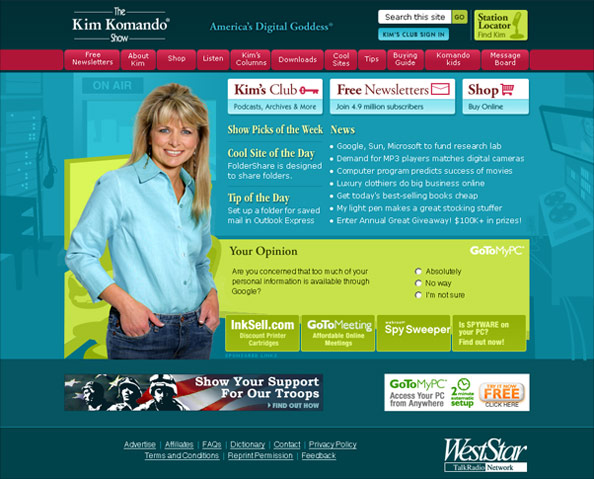 The
Kim Komando®
Show
America's Digital Goddess®
Search this site GO
KIM'S CLUB SIGN IN
Station
Locator
Find Kim
Free
Newsletters
About
Kim
Shop
Listen
Kim's
Columns
Downloads
Cool
Sites
Tips
Buying
Guide
Komando
kids
Message
Board
ON AIR
Kim's Club
Podcasts, Archives & More
Free Newsletters
Join 4.9 million subscribers
Shop
Buy Online
Show Picks of the Week
Cool Site of the Day
FolderShare is designed
to share folders.
Tip of the Day
Set up a folder for saved
mail in Outlook Express
News
Google, Sun, Microsoft to fund research lab
Demand for MP3 players matches digital cameras
Computer program predicts success of movies
Luxury clothiers do big business online
Get today's best-selling books cheap
My light pen makes a great stocking stuffer
Enter Annual Great Giveaway! $100K+ in prizes!
Your Opinion
GoToMyPC
Are you concerned that too much of your
personal information is available through
Google?
Absolutely
No way
I'm not sure
InkSell.com
Discount Printer
Cartridges
GoToMeeting
Affordable Online
Meetings
webroot
Spy Sweeper
Is SPYWARE on
your PC?
Find out now!
SPONSORED LINKS
Show Your Support
For Our Troops
FIND OUT HOW
GoToMyPC
Access Your PC
from Anywhere
2
minute
automatic
setup
TRY IT NOW
FREE
CLICK HERE
Advertise | Affiliates | FAQs | Dictionary | Contact | Privacy Policy
Terms and Conditions | Reprint Permission | Feedback
WestStar
TalkRadio Network